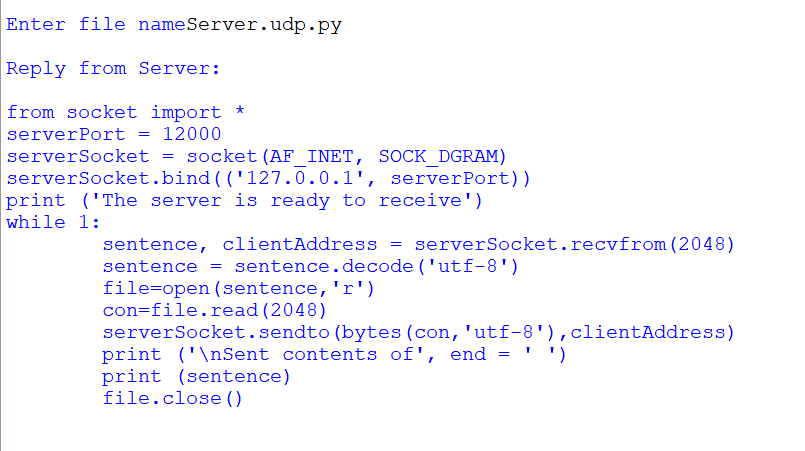 Enter file nameServer.udp.py
Reply from Server:
from socket import *
serverPort = 12000
serverSocket = socket(AF_INET, SOCK_DGRAM)
serverSocket.bind(('127.0.0.1', serverPort))
print ('The server is ready to receive')
while 1:
        sentence, clientAddress = serverSocket.recvfrom(2048)
        sentence = sentence.decode('utf-8')
        file=open(sentence,'r')
        con=file.read(2048)
        serverSocket.sendto(bytes(con,'utf-8'),clientAddress)
        print ('\nSent contents of', end = ' ')
        print (sentence)
        file.close()